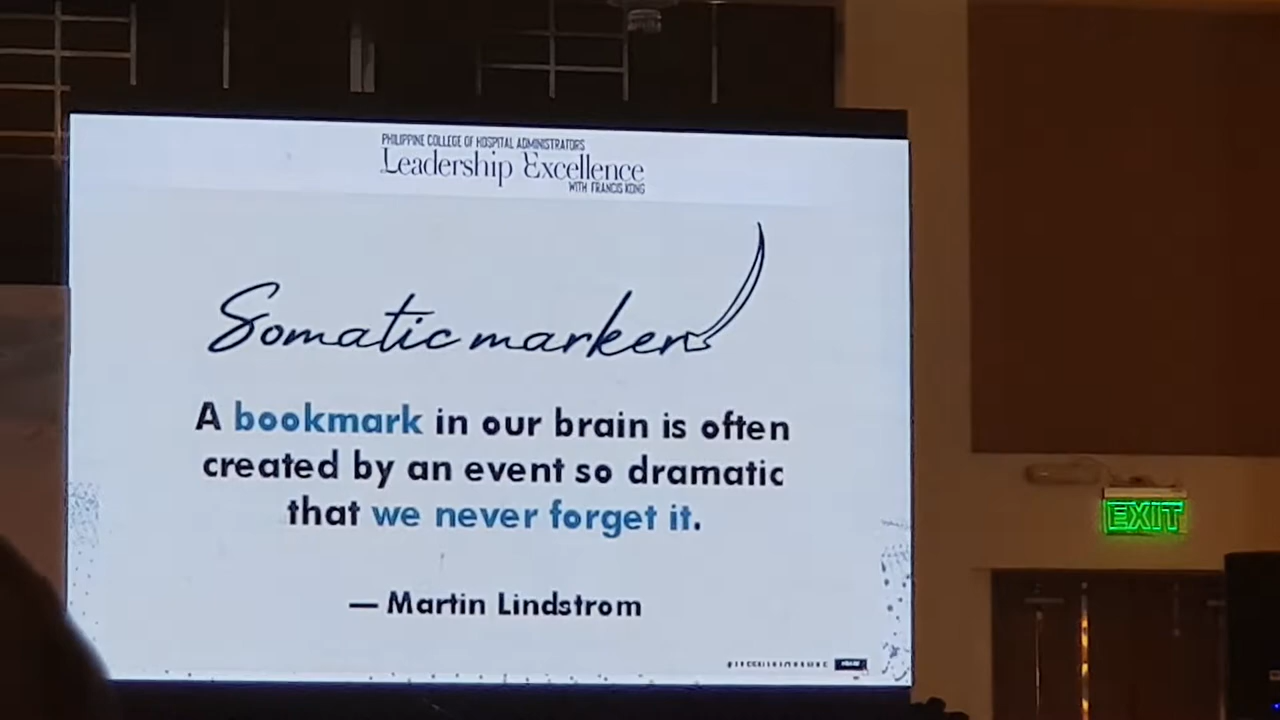 PHILIPPINE COLLEGE OF HOSPITAL ADMINISTRATORS
Leadership Excellence
WITH FRANCIS KONG
Somatic marker
A bookmark in our brain is often
created by an event so dramatic
that we never forget it.
— Martin Lindstrom
EXIT